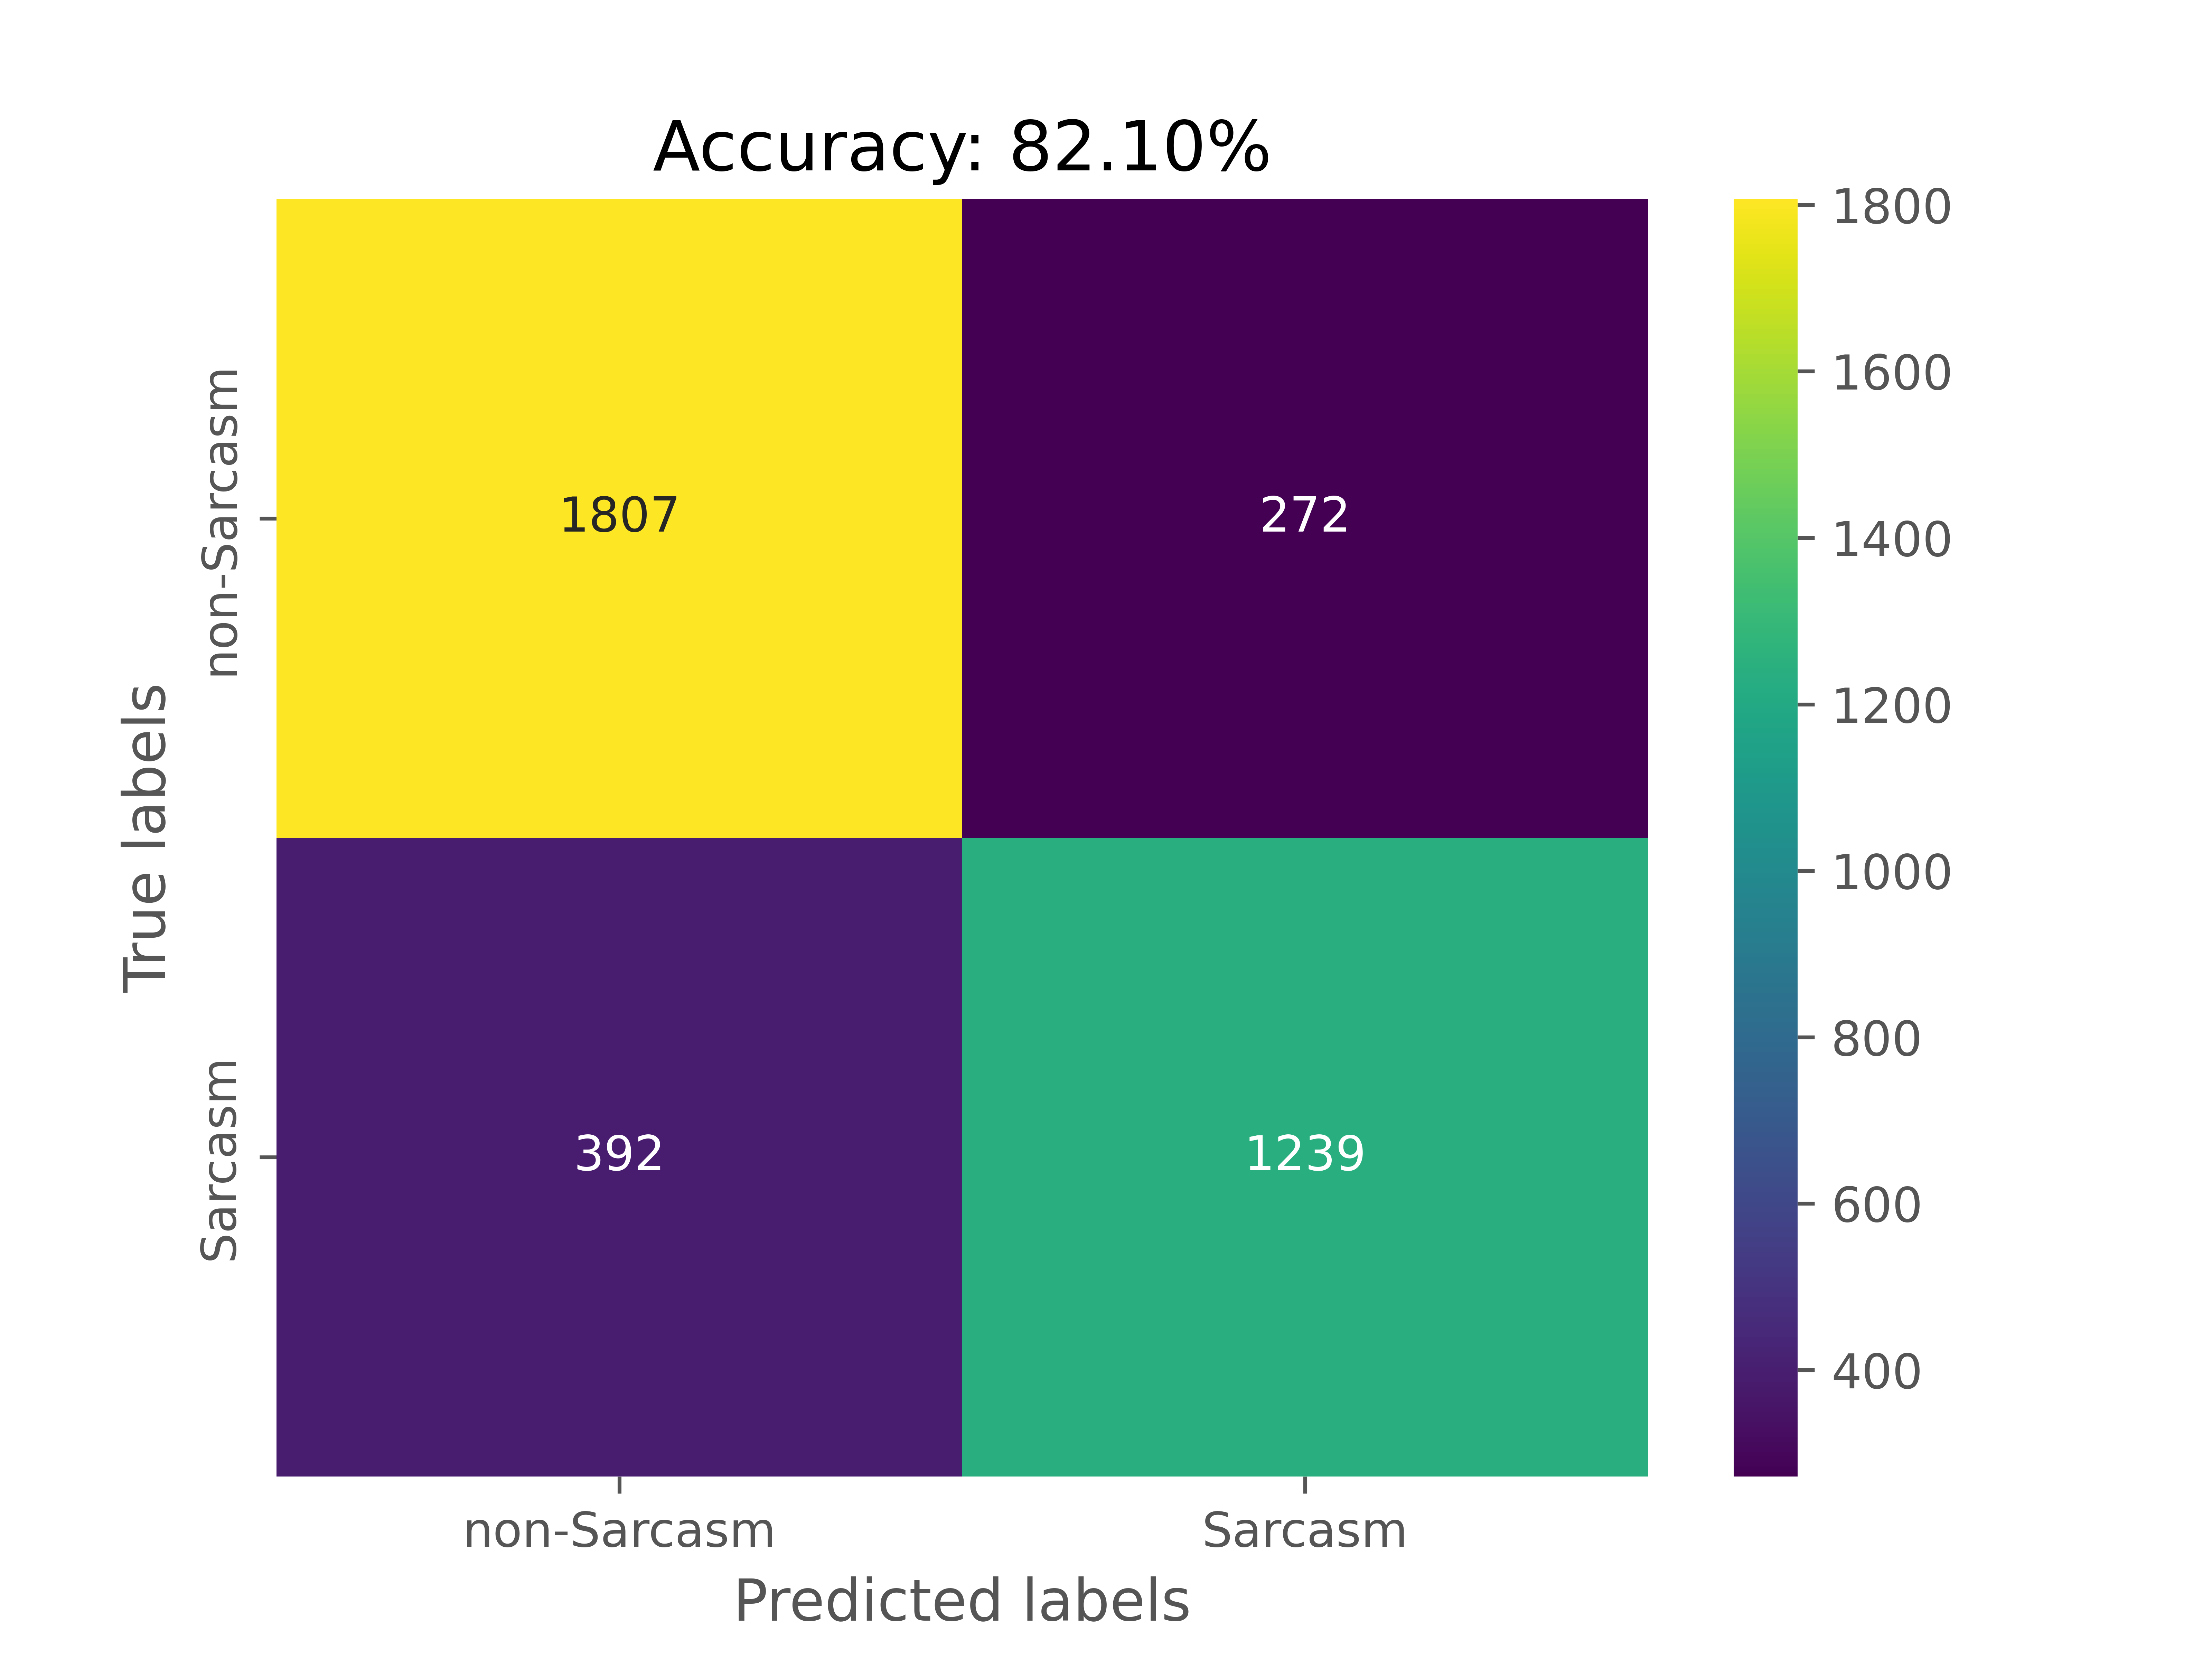 Accuracy: 82.10%
True labels
non-Sarcasm
Sarcasm
1807
272
392
1239
non-Sarcasm
Sarcasm
Predicted labels
1800
1600
1400
1200
1000
800
600
400